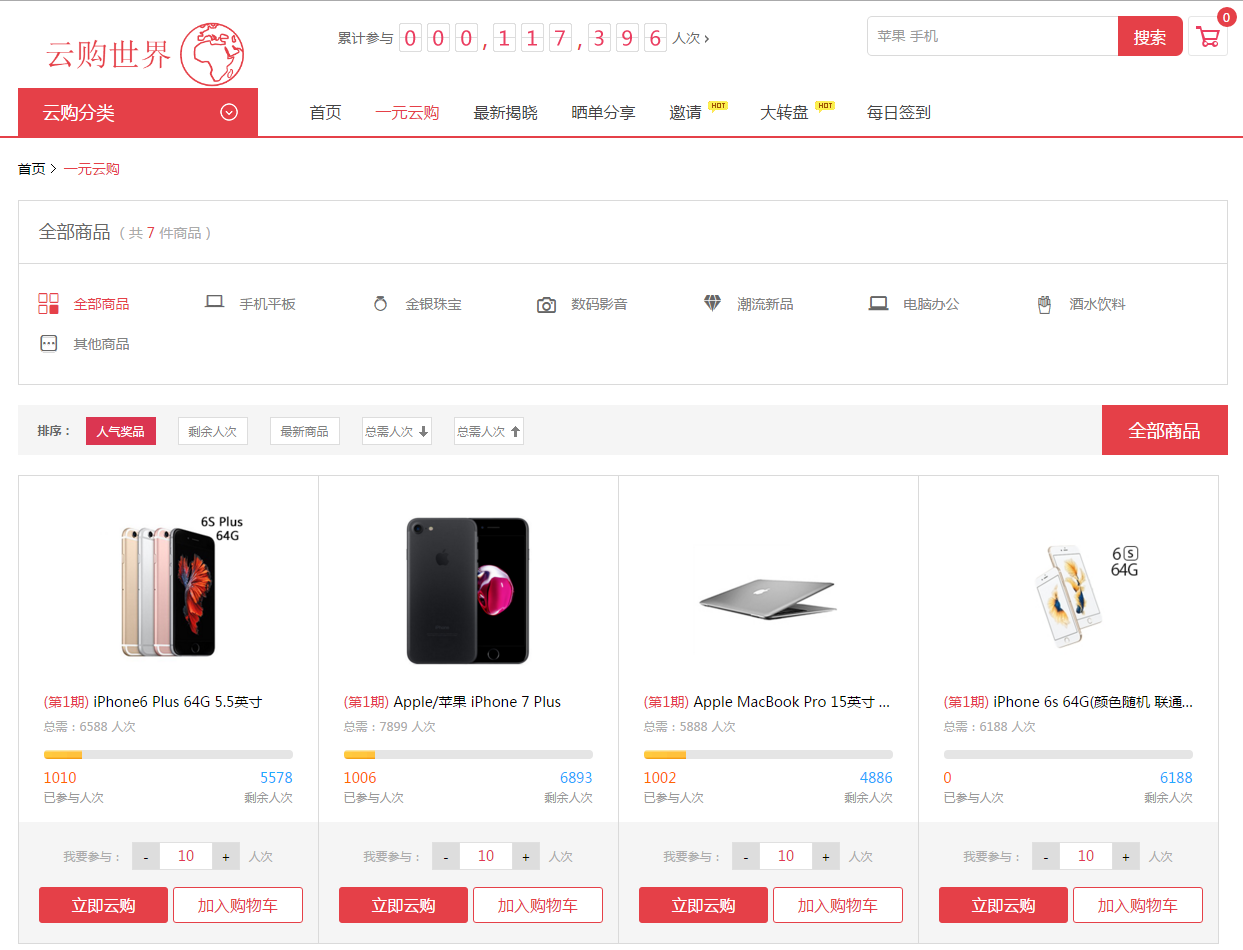 云购世界
累计参与 000,117,396 人次 ›
苹果 手机
搜索
0
云购分类
首页 一元云购 最新揭晓 晒单分享 邀请 HOT 大转盘 HOT 每日签到
首页 > 一元云购
全部商品 ( 共 7 件商品 )
全部商品 手机平板 金银珠宝 数码影音 潮流新品 电脑办公 酒水饮料
其他商品
排序： 人气奖品 剩余人次 最新商品 总需人次 总需人次 全部商品
6S Plus
64G
6S
64G
(第1期) iPhone6 Plus 64G 5.5英寸
总需：6588 人次
1010 5578
已参与人次 剩余人次
我要参与： - 10 + 人次
立即云购 加入购物车
(第1期) Apple/苹果 iPhone 7 Plus
总需：7899 人次
1006 6893
已参与人次 剩余人次
我要参与： - 10 + 人次
立即云购 加入购物车
(第1期) Apple MacBook Pro 15英寸 ...
总需：5888 人次
1002 4886
已参与人次 剩余人次
我要参与： - 10 + 人次
立即云购 加入购物车
(第1期) iPhone 6s 64G(颜色随机 联通...
总需：6188 人次
0 6188
已参与人次 剩余人次
我要参与： - 10 + 人次
立即云购 加入购物车